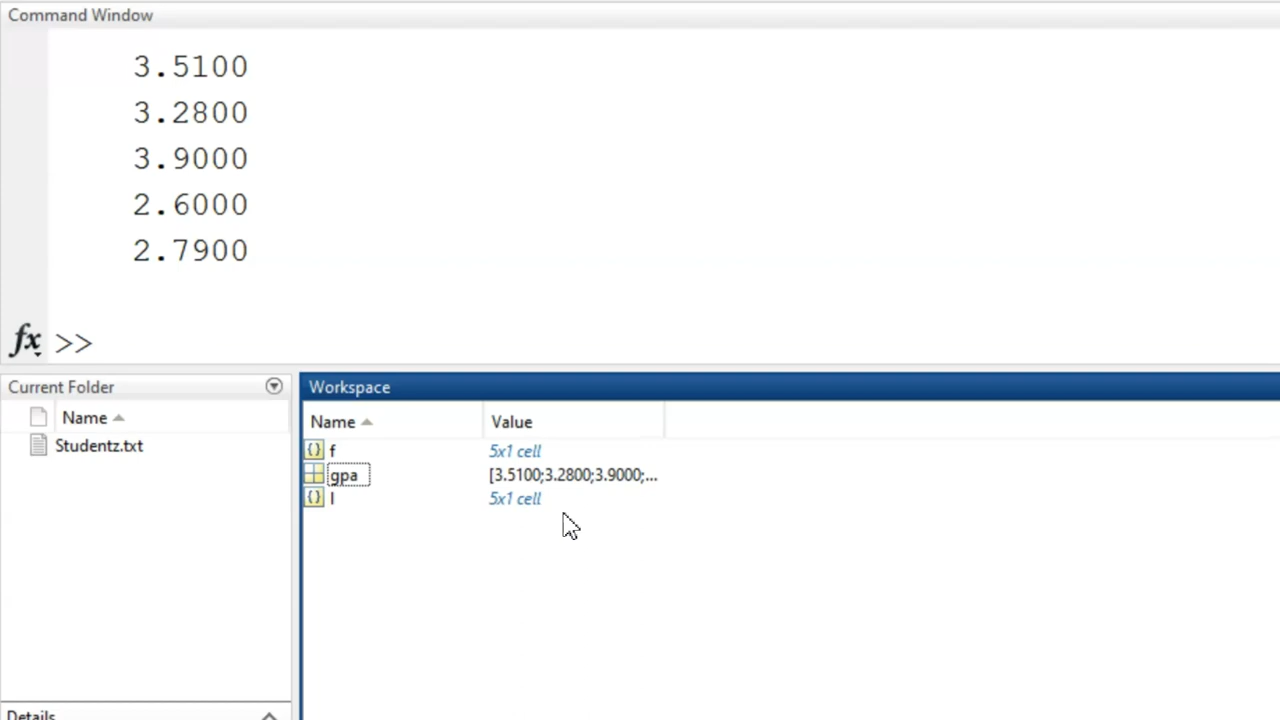 Command Window
3.5100
3.2800
3.9000
2.6000
2.7900
fx >>
Current Folder
Name
Studentz.txt
Workspace
Name Value
{} f 5x1 cell
gpa [3.5100;3.2800;3.9000;...
{} l 5x1 cell
Details